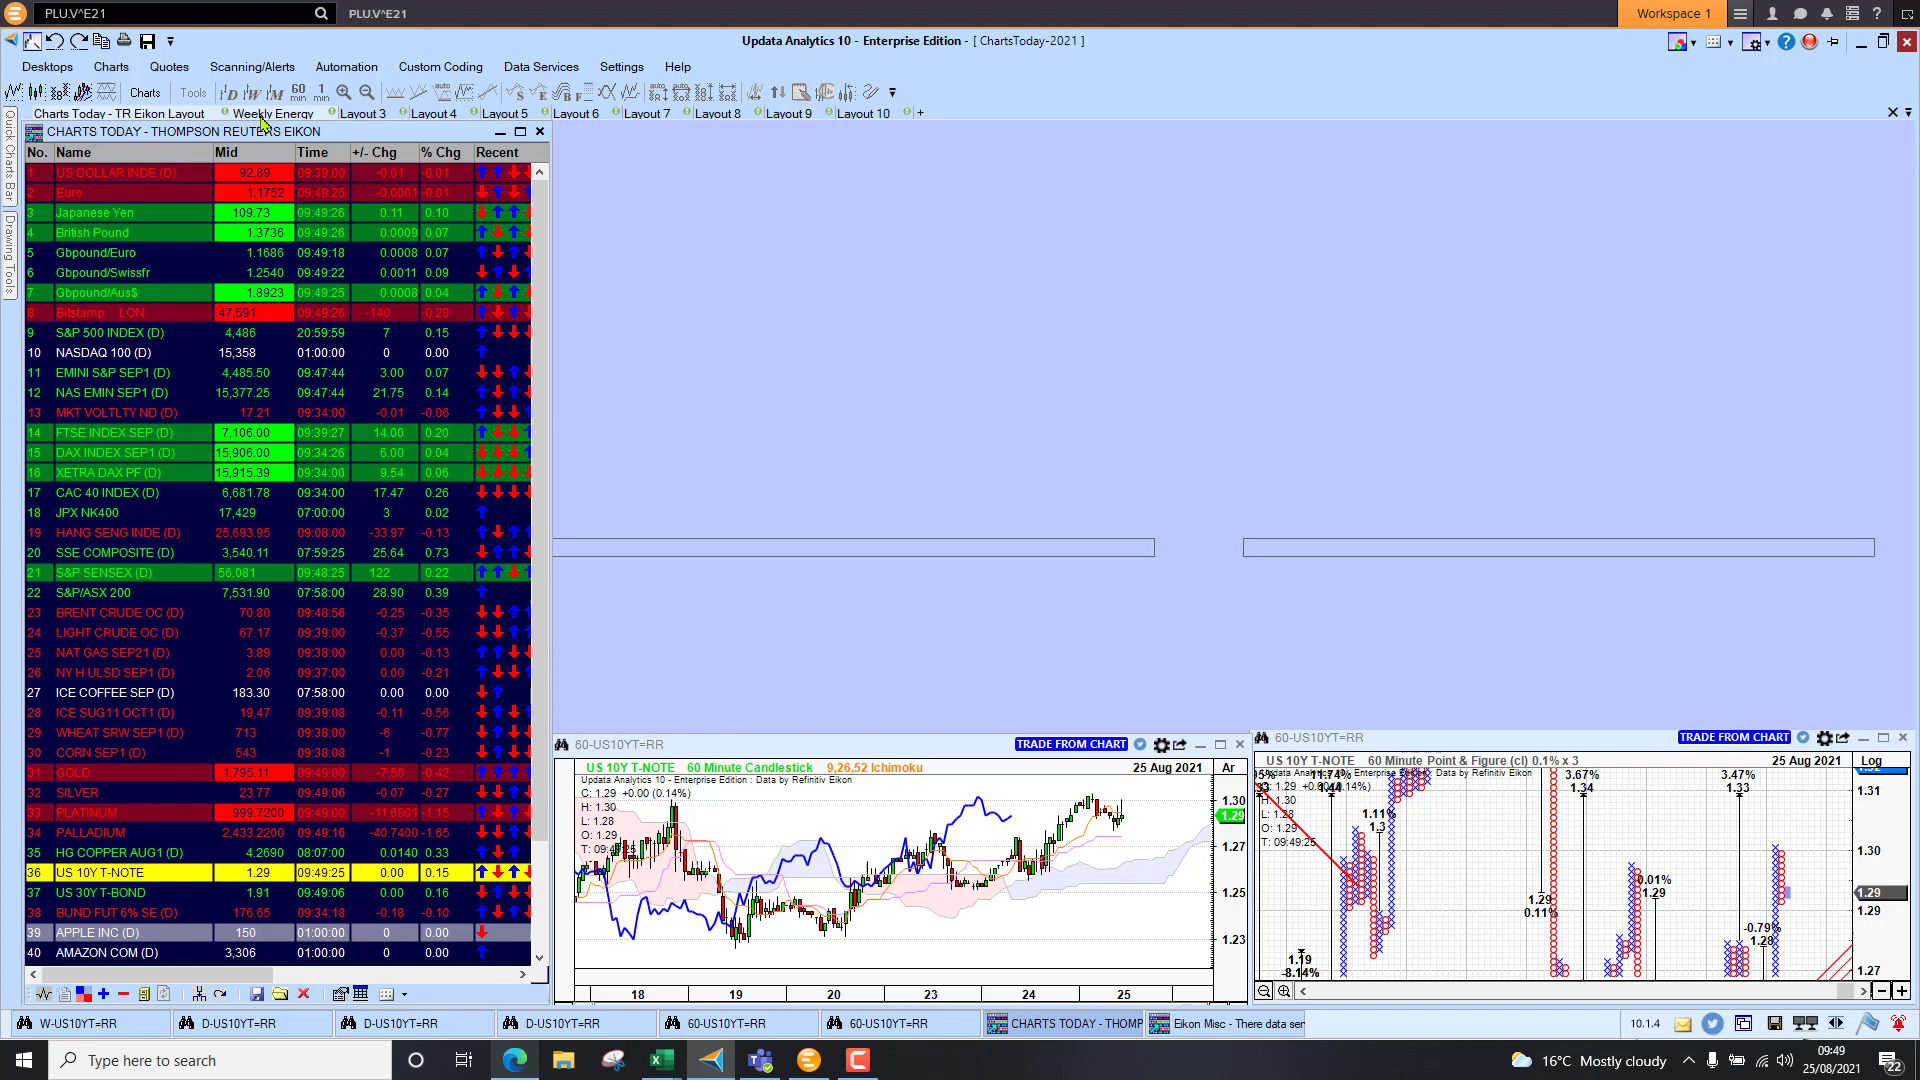 PLU.V^E21
PLU.V^E21
Workspace 1
Updata Analytics 10 - Enterprise Edition - [ ChartsToday-2021 ]
Desktops Charts Quotes Scanning/Alerts Automation Custom Coding Data Services Settings Help
Charts Tools D W M 60 min 1 min
Charts Today - TR Eikon Layout Weekly Energy Layout 3 Layout 4 Layout 5 Layout 6 Layout 7 Layout 8 Layout 9 Layout 10 +
Quick Charts Bar
Drawing Tools
CHARTS TODAY - THOMPSON REUTERS EIKON
No. Name Mid Time +/- Chg % Chg Recent
1 US DOLLAR INDE (D) 92.89 09:39:00 -0.01 -0.01
2 Euro 1.1752 09:49:25 -0.0001 -0.01
3 Japanese Yen 109.73 09:49:26 0.11 0.10
4 British Pound 1.3736 09:49:26 0.0009 0.07
5 Gbpound/Euro 1.1686 09:49:18 0.0008 0.07
6 Gbpound/Swissfr 1.2540 09:49:22 0.0011 0.09
7 Gbpound/Aus$ 1.8923 09:49:25 0.0008 0.04
8 Bitstamp LON 47,591 09:49:26 -140 -0.29
9 S&P 500 INDEX (D) 4,486 20:59:59 7 0.15
10 NASDAQ 100 (D) 15,358 01:00:00 0 0.00
11 EMINI S&P SEP1 (D) 4,485.50 09:47:44 3.00 0.07
12 NAS EMIN SEP1 (D) 15,377.25 09:47:44 21.75 0.14
13 MKT VOLTLTY ND (D) 17.21 09:34:00 -0.01 -0.06
14 FTSE INDEX SEP (D) 7,106.00 09:39:27 14.00 0.20
15 DAX INDEX SEP1 (D) 15,906.00 09:34:26 6.00 0.04
16 XETRA DAX PF (D) 15,915.39 09:34:00 9.54 0.06
17 CAC 40 INDEX (D) 6,681.78 09:34:00 17.47 0.26
18 JPX NK400 17,429 07:00:00 3 0.02
19 HANG SENG INDE (D) 25,693.95 09:08:00 -33.97 -0.13
20 SSE COMPOSITE (D) 3,540.11 07:59:25 25.64 0.73
21 S&P SENSEX (D) 56,081 09:48:25 122 0.22
22 S&P/ASX 200 7,531.90 07:58:00 28.90 0.39
23 BRENT CRUDE OC (D) 70.80 09:48:56 -0.25 -0.35
24 LIGHT CRUDE OC (D) 67.17 09:39:00 -0.37 -0.55
25 NAT GAS SEP21 (D) 3.89 09:38:00 0.00 -0.13
26 NY H ULSD SEP1 (D) 2.06 09:37:00 0.00 -0.21
27 ICE COFFEE SEP (D) 183.30 07:58:00 0.00 0.00
28 ICE SUG11 OCT1 (D) 19.47 09:39:08 -0.11 -0.56
29 WHEAT SRW SEP1 (D) 713 09:38:08 -6 -0.77
30 CORN SEP1 (D) 543 09:38:08 -1 -0.23
31 GOLD 1,795.11 09:49:26 -7.50 -0.42
32 SILVER 23.77 09:49:06 -0.07 -0.27
33 PLATINUM 999.7200 09:49:00 -11.6801 -1.15
34 PALLADIUM 2,433.2200 09:49:16 -40.7400 -1.65
35 HG COPPER AUG1 (D) 4.2690 08:07:00 0.0140 0.33
36 US 10Y T-NOTE 1.29 09:49:25 0.00 0.15
37 US 30Y T-BOND 1.91 09:49:06 0.00 0.16
38 BUND FUT 6% SE (D) 176.65 09:34:18 -0.18 -0.10
39 APPLE INC (D) 150 01:00:00 0 0.00
40 AMAZON COM (D) 3,306 01:00:00 0 0.00
60-US10YT=RR TRADE FROM CHART
US 10Y T-NOTE 60 Minute Candlestick 9,26,52 Ichimoku 25 Aug 2021 Ar
Updata Analytics 10 - Enterprise Edition : Data by Refinitiv Eikon
C: 1.29 +0.00 (0.14%)
H: 1.30
L: 1.28
O: 1.29
T: 09:49:25
1.30
1.29
1.27
1.25
1.23
18 19 20 23 24 25
60-US10YT=RR TRADE FROM CHART
US 10Y T-NOTE 60 Minute Point & Figure (cl) 0.1% x 3 25 Aug 2021 Log
H: 1.30
L: 1.28
O: 1.29
T: 09:49:25
1.11%
1.3
3.67%
1.34
3.47%
1.33
1.29
0.11%
0.01%
1.29
-0.79%
1.28
1.19
-8.14%
1.31
1.30
1.29
1.29
1.27
W-US10YT=RR D-US10YT=RR D-US10YT=RR D-US10YT=RR 60-US10YT=RR 60-US10YT=RR CHARTS TODAY - THOMP Eikon Misc - There data ser 10.1.4
Type here to search
16°C Mostly cloudy
09:49
25/08/2021
22